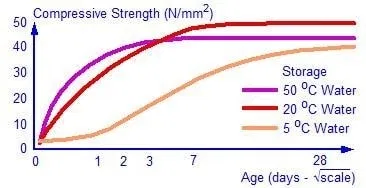 Compressive Strength (N/mm²)
50
40
30
20
10
0
Storage
50 °C Water
20 °C Water
5 °C Water
0 1 2 3 7 28
Age (days - √scale)